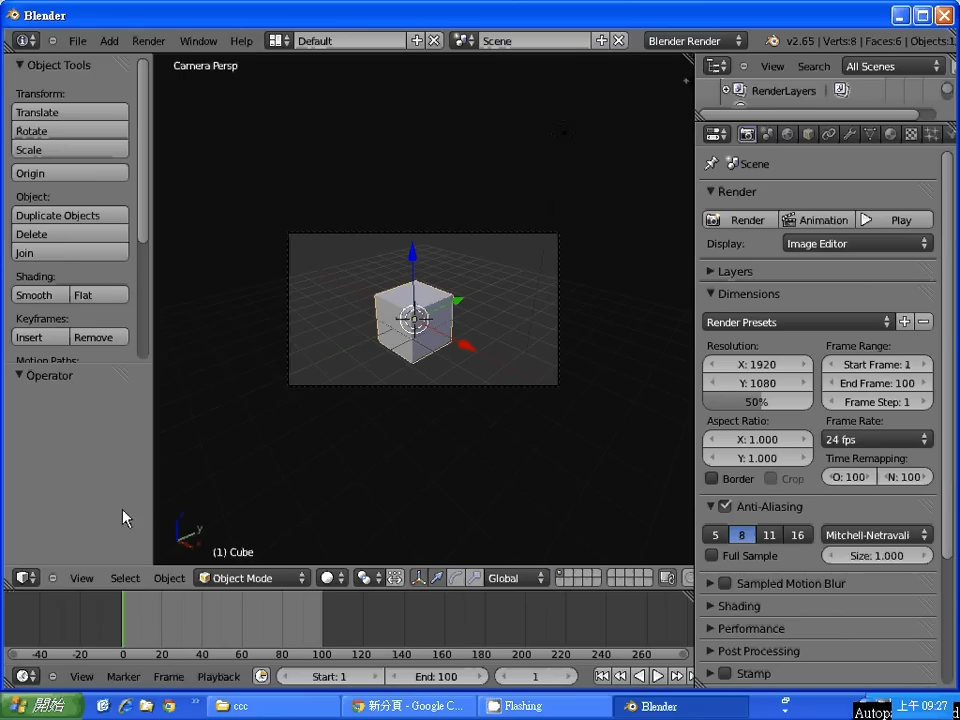 Blender
File Add Render Window Help Default Scene Blender Render v2.65 | Verts:8 | Faces:6 | Objects:1
Object Tools
Camera Persp
View Search All Scenes
RenderLayers
Transform:
Translate
Rotate
Scale
Origin
Object:
Duplicate Objects
Delete
Join
Shading:
Smooth Flat
Keyframes:
Insert Remove
Motion Paths:
Operator
(1) Cube
Scene
Render
Render Animation Play
Display: Image Editor
Layers
Dimensions
Render Presets
Resolution: Frame Range:
X: 1920 Start Frame: 1
Y: 1080 End Frame: 100
50% Frame Step: 1
Aspect Ratio: Frame Rate:
X: 1.000 24 fps
Y: 1.000 Time Remapping:
Border Crop O: 100 N: 100
Anti-Aliasing
5 8 11 16 Mitchell-Netravali
Full Sample Size: 1.000
Sampled Motion Blur
Shading
Performance
Post Processing
Stamp
View Select Object Object Mode Global
-40 -20 0 20 40 60 80 100 120 140 160 180 200 220 240 260
View Marker Frame Playback Start: 1 End: 100 1
開始 ccc 新分頁 - Google C... Flashing Blender 上午 09:27